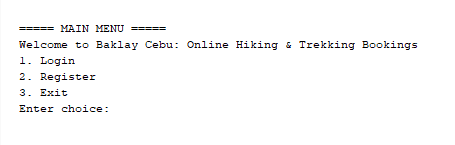 ===== MAIN MENU =====
Welcome to Baklay Cebu: Online Hiking & Trekking Bookings
1. Login
2. Register
3. Exit
Enter choice: